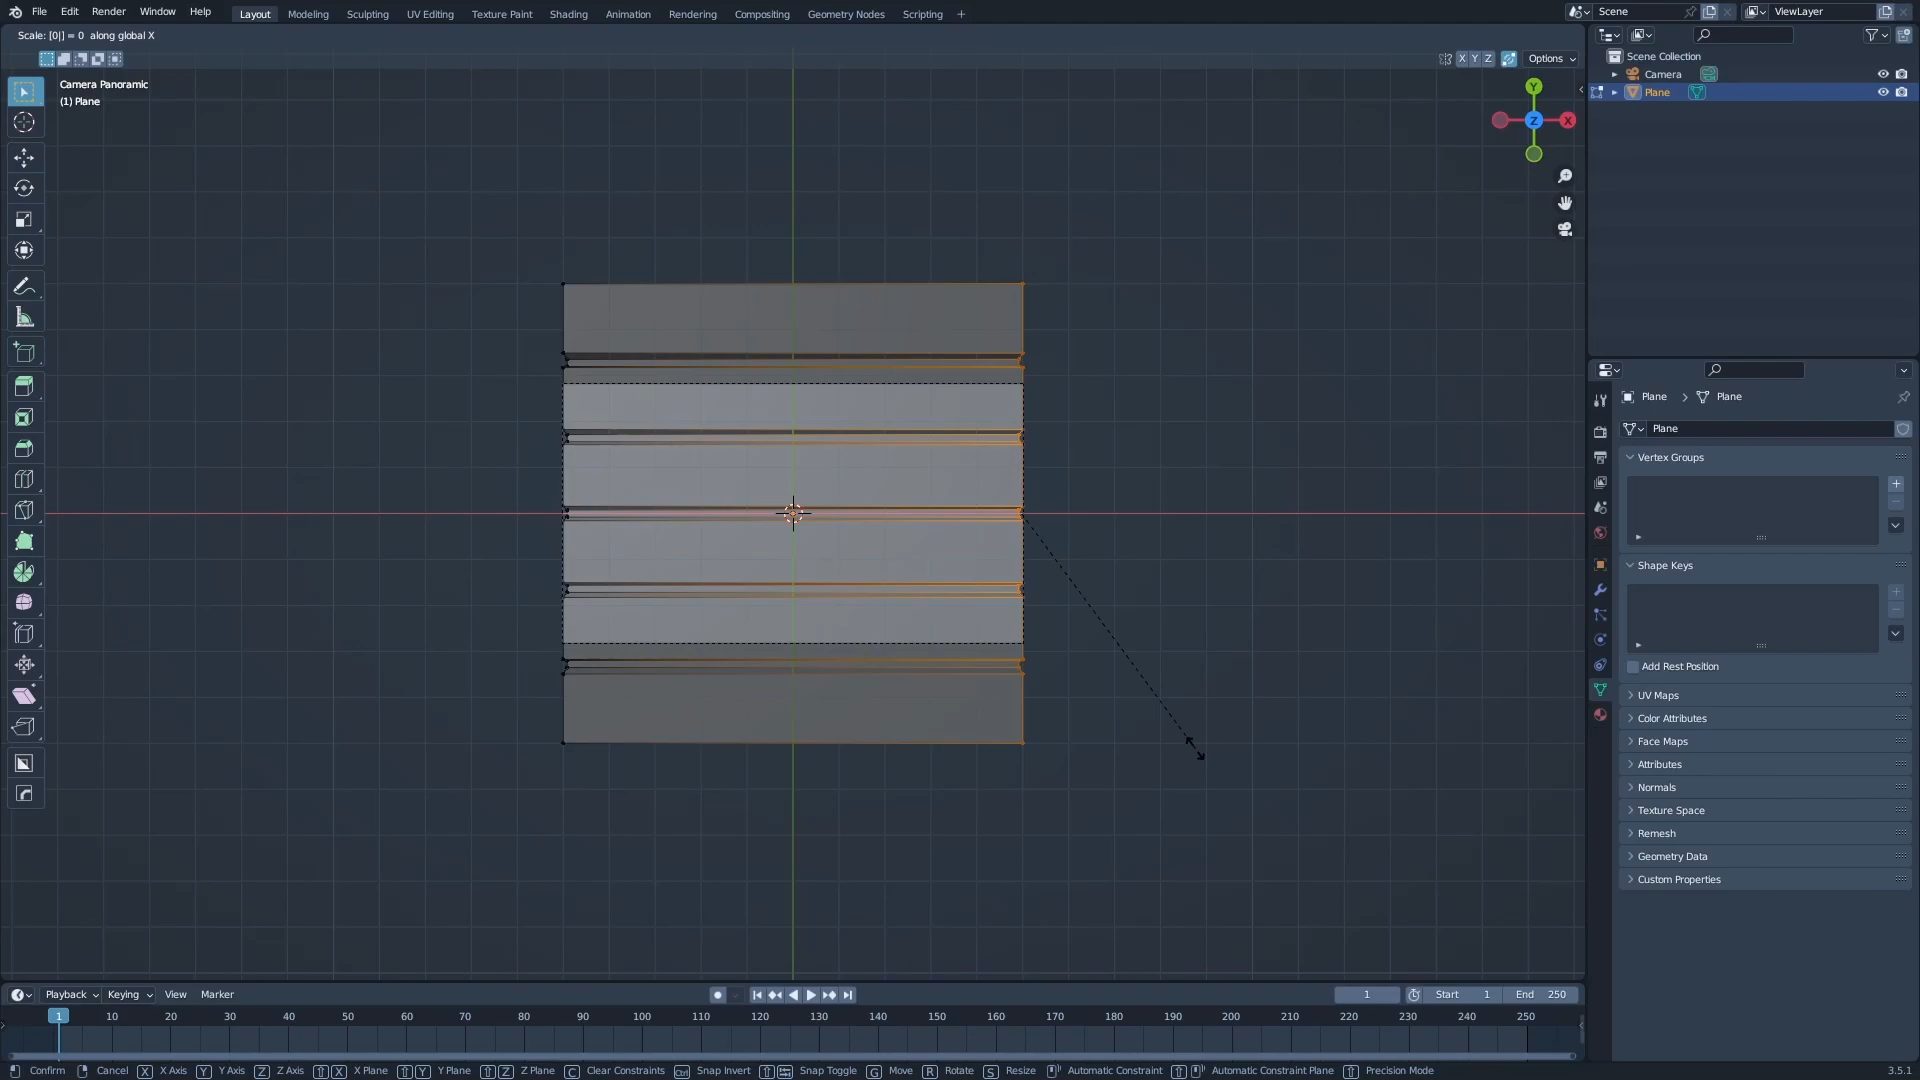 File Edit Render Window Help
Layout Modeling Sculpting UV Editing Texture Paint Shading Animation Rendering Compositing Geometry Nodes Scripting +
Scene
ViewLayer
Scale: [0|] = 0 along global X
X Y Z
Options
Camera Panoramic
(1) Plane
Y
Z
X
Scene Collection
Camera
Plane
Plane > Plane
Plane
Vertex Groups
Shape Keys
Add Rest Position
UV Maps
Color Attributes
Face Maps
Attributes
Normals
Texture Space
Remesh
Geometry Data
Custom Properties
Playback Keying View Marker
1
Start 1
End 250
1 10 20 30 40 50 60 70 80 90 100 110 120 130 140 150 160 170 180 190 200 210 220 230 240 250
Confirm Cancel X X Axis Y Y Axis Z Z Axis X X Plane Y Y Plane Z Z Plane C Clear Constraints Ctrl Snap Invert Snap Toggle G Move R Rotate S Resize Automatic Constraint Automatic Constraint Plane Precision Mode
3.5.1